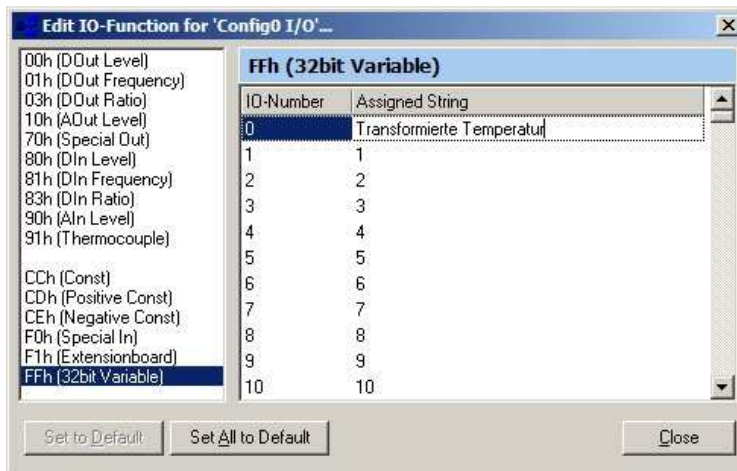 Edit IO-Function for 'Config0 I/O'...
00h (DOut Level)
01h (DOut Frequency)
03h (DOut Ratio)
10h (AOut Level)
70h (Special Out)
80h (DIn Level)
81h (DIn Frequency)
83h (DIn Ratio)
90h (AIn Level)
91h (Thermocouple)
CCh (Const)
CDh (Positive Const)
CEh (Negative Const)
F0h (Special In)
F1h (Extensionboard)
FFh (32bit Variable)
FFh (32bit Variable)
IO-Number Assigned String
0 Transformierte Temperatur
1 1
2 2
3 3
4 4
5 5
6 6
7 7
8 8
9 9
10 10
Set to Default Set All to Default Close